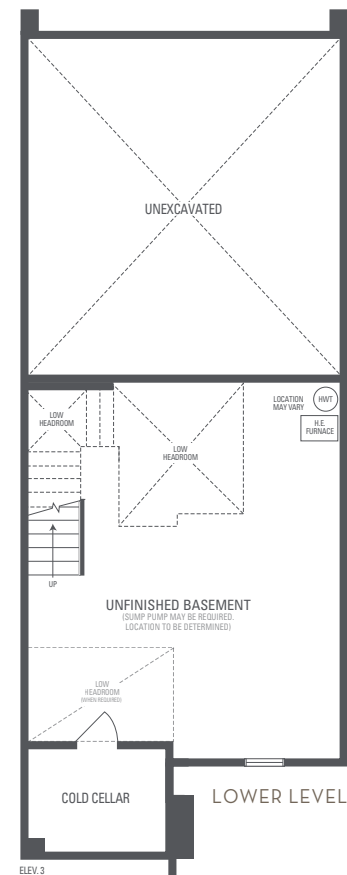 UNEXCAVATED
LOW
HEADROOM
LOW
HEADROOM
LOCATION
MAY VARY
HWT
H.E.
FURNACE
UP
UNFINISHED BASEMENT
(SUMP PUMP MAY BE REQUIRED.
LOCATION TO BE DETERMINED)
LOW
HEADROOM
(WHEN REQUIRED)
COLD CELLAR
LOWER LEVEL
ELEV. 3